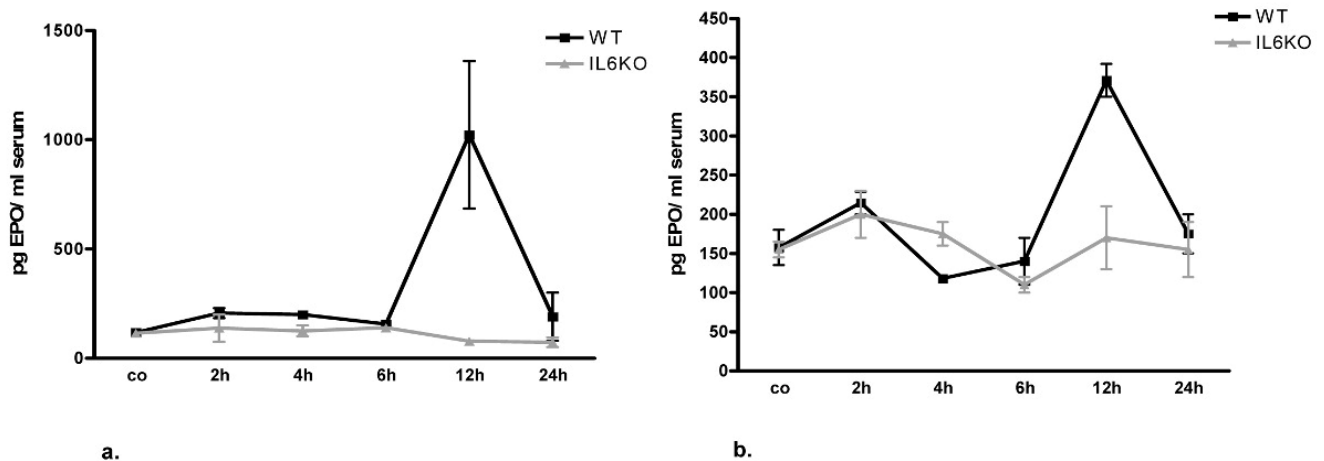 pg EPO/ ml serum
1500
1000
500
0
co 2h 4h 6h 12h 24h
WT
IL6KO
a.
pg EPO/ ml serum
450
400
350
300
250
200
150
100
50
0
co 2h 4h 6h 12h 24h
WT
IL6KO
b.